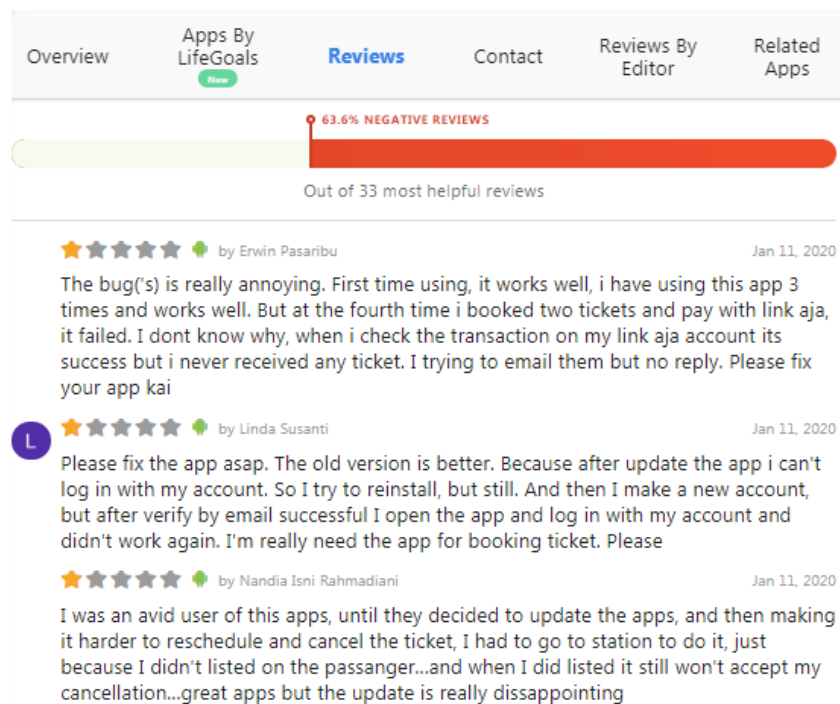 Overview
Apps By
LifeGoals
New
Reviews
Contact
Reviews By
Editor
Related
Apps
63.6% NEGATIVE REVIEWS
Out of 33 most helpful reviews
by Erwin Pasaribu Jan 11, 2020
The bug('s) is really annoying. First time using, it works well, i have using this app 3
times and works well. But at the fourth time i booked two tickets and pay with link aja,
it failed. I dont know why, when i check the transaction on my link aja account its
success but i never received any ticket. I trying to email them but no reply. Please fix
your app kai
L
by Linda Susanti Jan 11, 2020
Please fix the app asap. The old version is better. Because after update the app i can't
log in with my account. So I try to reinstall, but still. And then I make a new account,
but after verify by email successful I open the app and log in with my account and
didn't work again. I'm really need the app for booking ticket. Please
by Nandia Isni Rahmadiani Jan 11, 2020
I was an avid user of this apps, until they decided to update the apps, and then making
it harder to reschedule and cancel the ticket, I had to go to station to do it, just
because I didn't listed on the passanger...and when I did listed it still won't accept my
cancellation...great apps but the update is really dissappointing